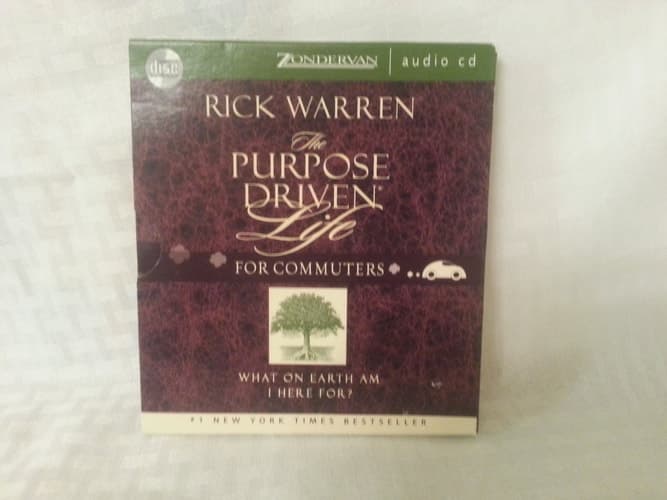 disc
ZONDERVAN | audio cd
RICK WARREN
The
PURPOSE
DRIVEN®
Life
FOR COMMUTERS
WHAT ON EARTH AM
I HERE FOR?
#1 NEW YORK TIMES BESTSELLER